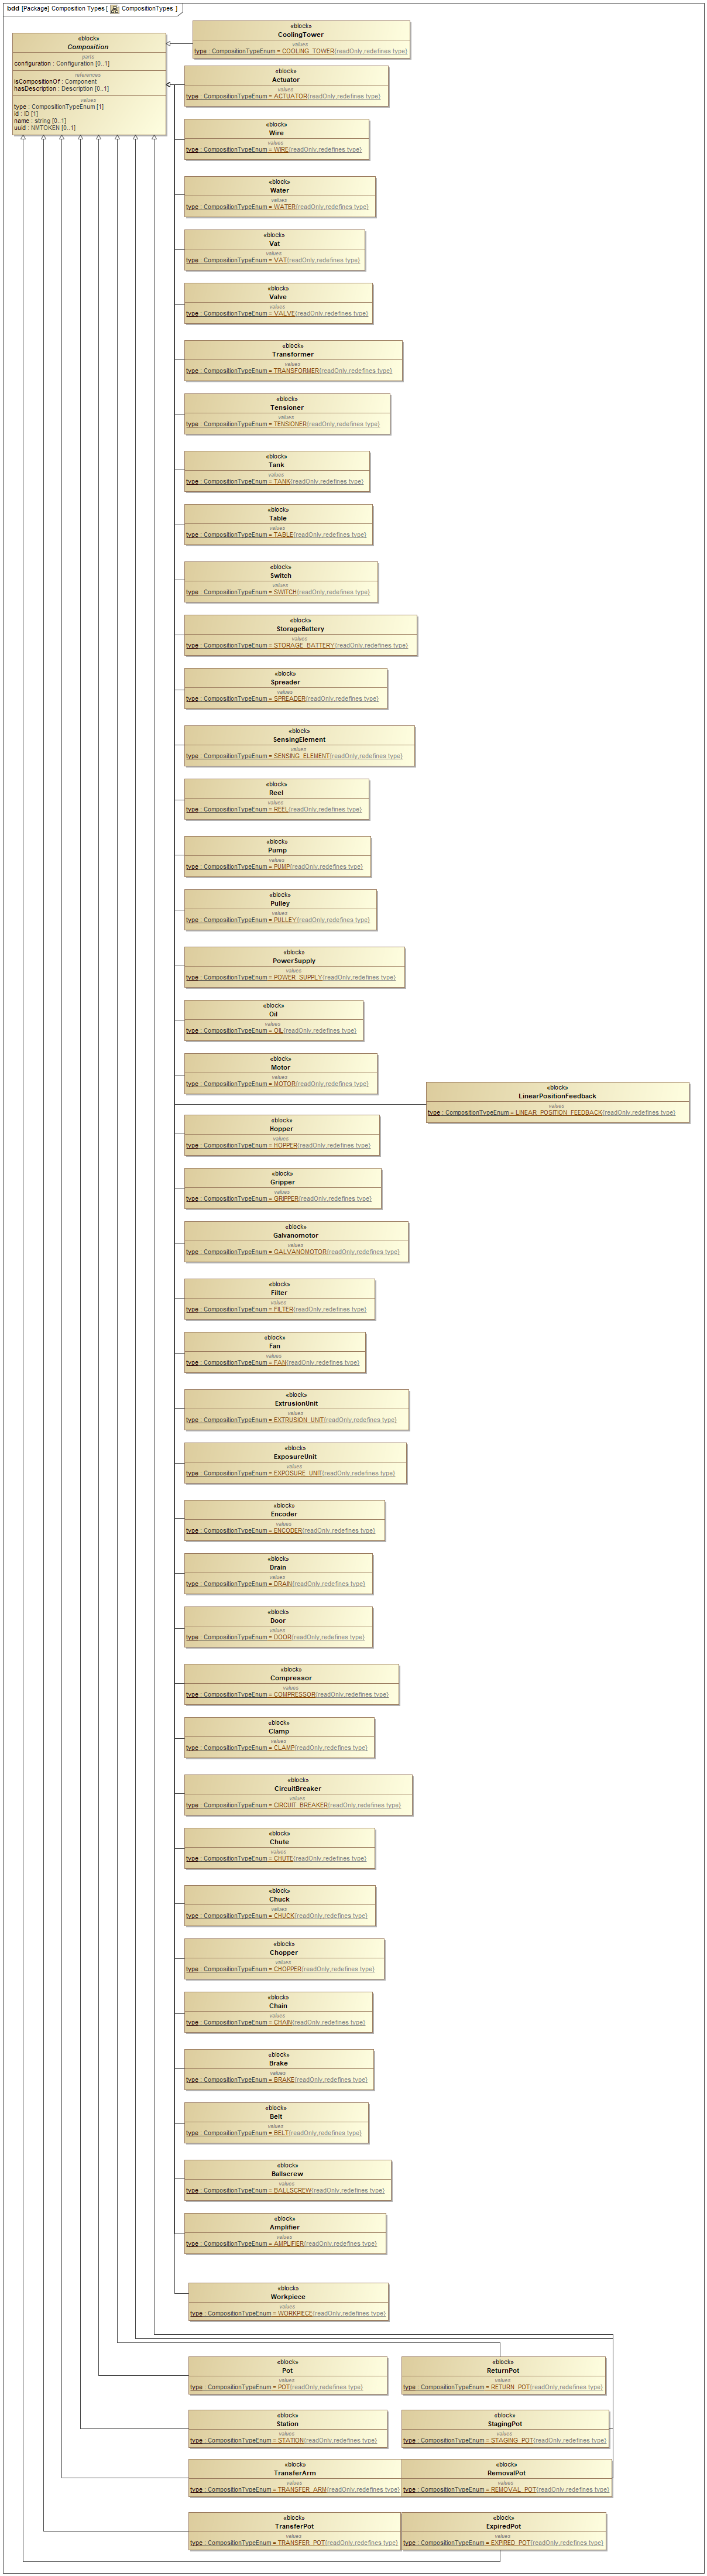 bdd [Package] Composition Types [ CompositionTypes ]
«block»
Composition
parts
configuration : Configuration [0..1]
references
isCompositionOf : Component
hasDescription : Description [0..1]
values
type : CompositionTypeEnum [1]
id : ID [1]
name : string [0..1]
uuid : NMTOKEN [0..1]
«block»
CoolingTower
values
type : CompositionTypeEnum = COOLING_TOWER{readOnly,redefines type}
«block»
Actuator
values
type : CompositionTypeEnum = ACTUATOR{readOnly,redefines type}
«block»
Wire
values
type : CompositionTypeEnum = WIRE{readOnly,redefines type}
«block»
Water
values
type : CompositionTypeEnum = WATER{readOnly,redefines type}
«block»
Vat
values
type : CompositionTypeEnum = VAT{readOnly,redefines type}
«block»
Valve
values
type : CompositionTypeEnum = VALVE{readOnly,redefines type}
«block»
Transformer
values
type : CompositionTypeEnum = TRANSFORMER{readOnly,redefines type}
«block»
Tensioner
values
type : CompositionTypeEnum = TENSIONER{readOnly,redefines type}
«block»
Tank
values
type : CompositionTypeEnum = TANK{readOnly,redefines type}
«block»
Table
values
type : CompositionTypeEnum = TABLE{readOnly,redefines type}
«block»
Switch
values
type : CompositionTypeEnum = SWITCH{readOnly,redefines type}
«block»
StorageBattery
values
type : CompositionTypeEnum = STORAGE_BATTERY{readOnly,redefines type}
«block»
Spreader
values
type : CompositionTypeEnum = SPREADER{readOnly,redefines type}
«block»
SensingElement
values
type : CompositionTypeEnum = SENSING_ELEMENT{readOnly,redefines type}
«block»
Reel
values
type : CompositionTypeEnum = REEL{readOnly,redefines type}
«block»
Pump
values
type : CompositionTypeEnum = PUMP{readOnly,redefines type}
«block»
Pulley
values
type : CompositionTypeEnum = PULLEY{readOnly,redefines type}
«block»
PowerSupply
values
type : CompositionTypeEnum = POWER_SUPPLY{readOnly,redefines type}
«block»
Oil
values
type : CompositionTypeEnum = OIL{readOnly,redefines type}
«block»
Motor
values
type : CompositionTypeEnum = MOTOR{readOnly,redefines type}
«block»
LinearPositionFeedback
values
type : CompositionTypeEnum = LINEAR_POSITION_FEEDBACK{readOnly,redefines type}
«block»
Hopper
values
type : CompositionTypeEnum = HOPPER{readOnly,redefines type}
«block»
Gripper
values
type : CompositionTypeEnum = GRIPPER{readOnly,redefines type}
«block»
Galvanomotor
values
type : CompositionTypeEnum = GALVANOMOTOR{readOnly,redefines type}
«block»
Filter
values
type : CompositionTypeEnum = FILTER{readOnly,redefines type}
«block»
Fan
values
type : CompositionTypeEnum = FAN{readOnly,redefines type}
«block»
ExtrusionUnit
values
type : CompositionTypeEnum = EXTRUSION_UNIT{readOnly,redefines type}
«block»
ExposureUnit
values
type : CompositionTypeEnum = EXPOSURE_UNIT{readOnly,redefines type}
«block»
Encoder
values
type : CompositionTypeEnum = ENCODER{readOnly,redefines type}
«block»
Drain
values
type : CompositionTypeEnum = DRAIN{readOnly,redefines type}
«block»
Door
values
type : CompositionTypeEnum = DOOR{readOnly,redefines type}
«block»
Compressor
values
type : CompositionTypeEnum = COMPRESSOR{readOnly,redefines type}
«block»
Clamp
values
type : CompositionTypeEnum = CLAMP{readOnly,redefines type}
«block»
CircuitBreaker
values
type : CompositionTypeEnum = CIRCUIT_BREAKER{readOnly,redefines type}
«block»
Chute
values
type : CompositionTypeEnum = CHUTE{readOnly,redefines type}
«block»
Chuck
values
type : CompositionTypeEnum = CHUCK{readOnly,redefines type}
«block»
Chopper
values
type : CompositionTypeEnum = CHOPPER{readOnly,redefines type}
«block»
Chain
values
type : CompositionTypeEnum = CHAIN{readOnly,redefines type}
«block»
Brake
values
type : CompositionTypeEnum = BRAKE{readOnly,redefines type}
«block»
Belt
values
type : CompositionTypeEnum = BELT{readOnly,redefines type}
«block»
Ballscrew
values
type : CompositionTypeEnum = BALLSCREW{readOnly,redefines type}
«block»
Amplifier
values
type : CompositionTypeEnum = AMPLIFIER{readOnly,redefines type}
«block»
Workpiece
values
type : CompositionTypeEnum = WORKPIECE{readOnly,redefines type}
«block»
Pot
values
type : CompositionTypeEnum = POT{readOnly,redefines type}
«block»
ReturnPot
values
type : CompositionTypeEnum = RETURN_POT{readOnly,redefines type}
«block»
Station
values
type : CompositionTypeEnum = STATION{readOnly,redefines type}
«block»
StagingPot
values
type : CompositionTypeEnum = STAGING_POT{readOnly,redefines type}
«block»
TransferArm
values
type : CompositionTypeEnum = TRANSFER_ARM{readOnly,redefines type}
«block»
RemovalPot
values
type : CompositionTypeEnum = REMOVAL_POT{readOnly,redefines type}
«block»
TransferPot
values
type : CompositionTypeEnum = TRANSFER_POT{readOnly,redefines type}
«block»
ExpiredPot
values
type : CompositionTypeEnum = EXPIRED_POT{readOnly,redefines type}